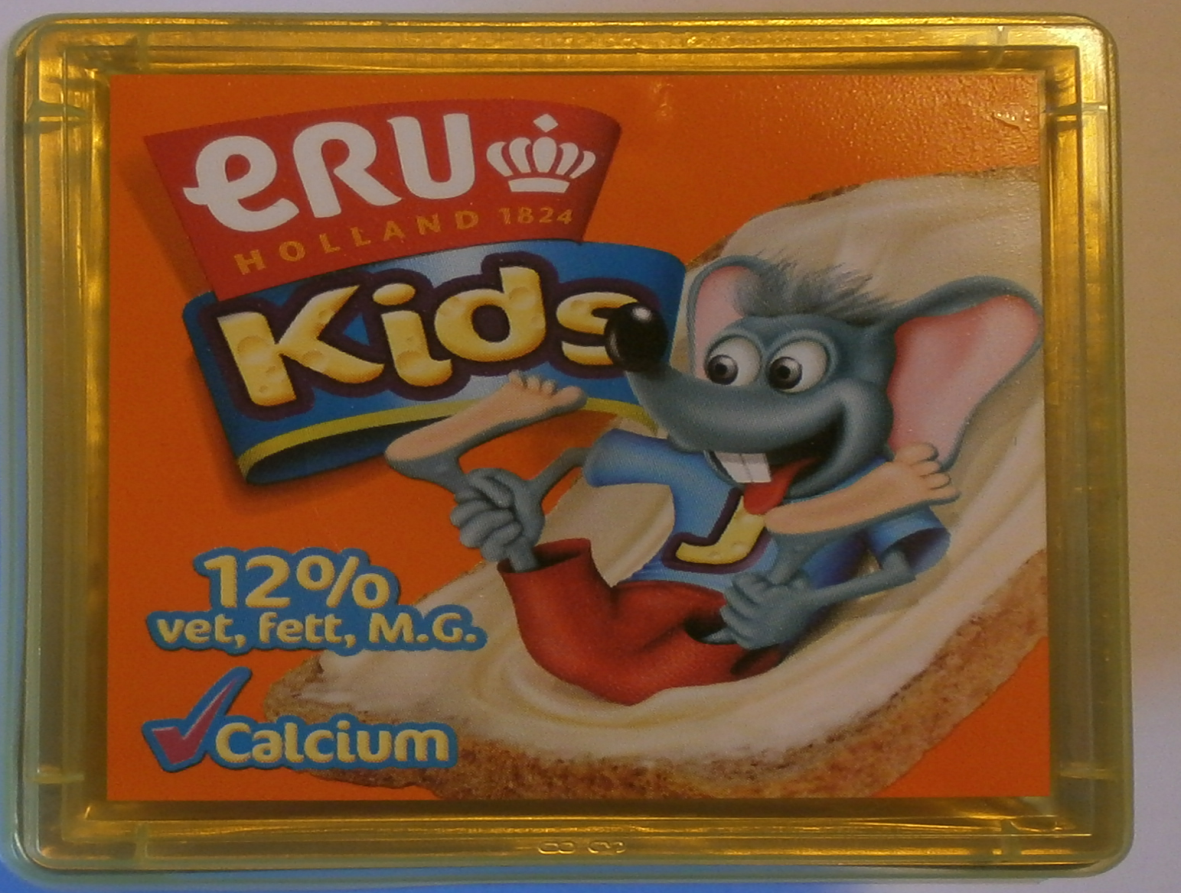 eRU
HOLLAND 1824
Kids
J
12%
vet, fett, M.G.
Calcium